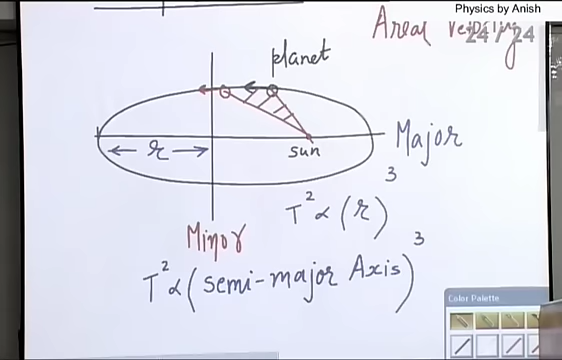 Physics by Anish
Areal velocity
24 / 24
planet
r
sun
Major
Minor
T² ∝ (r)³
T² ∝ (semi-major Axis)³
Color Palette